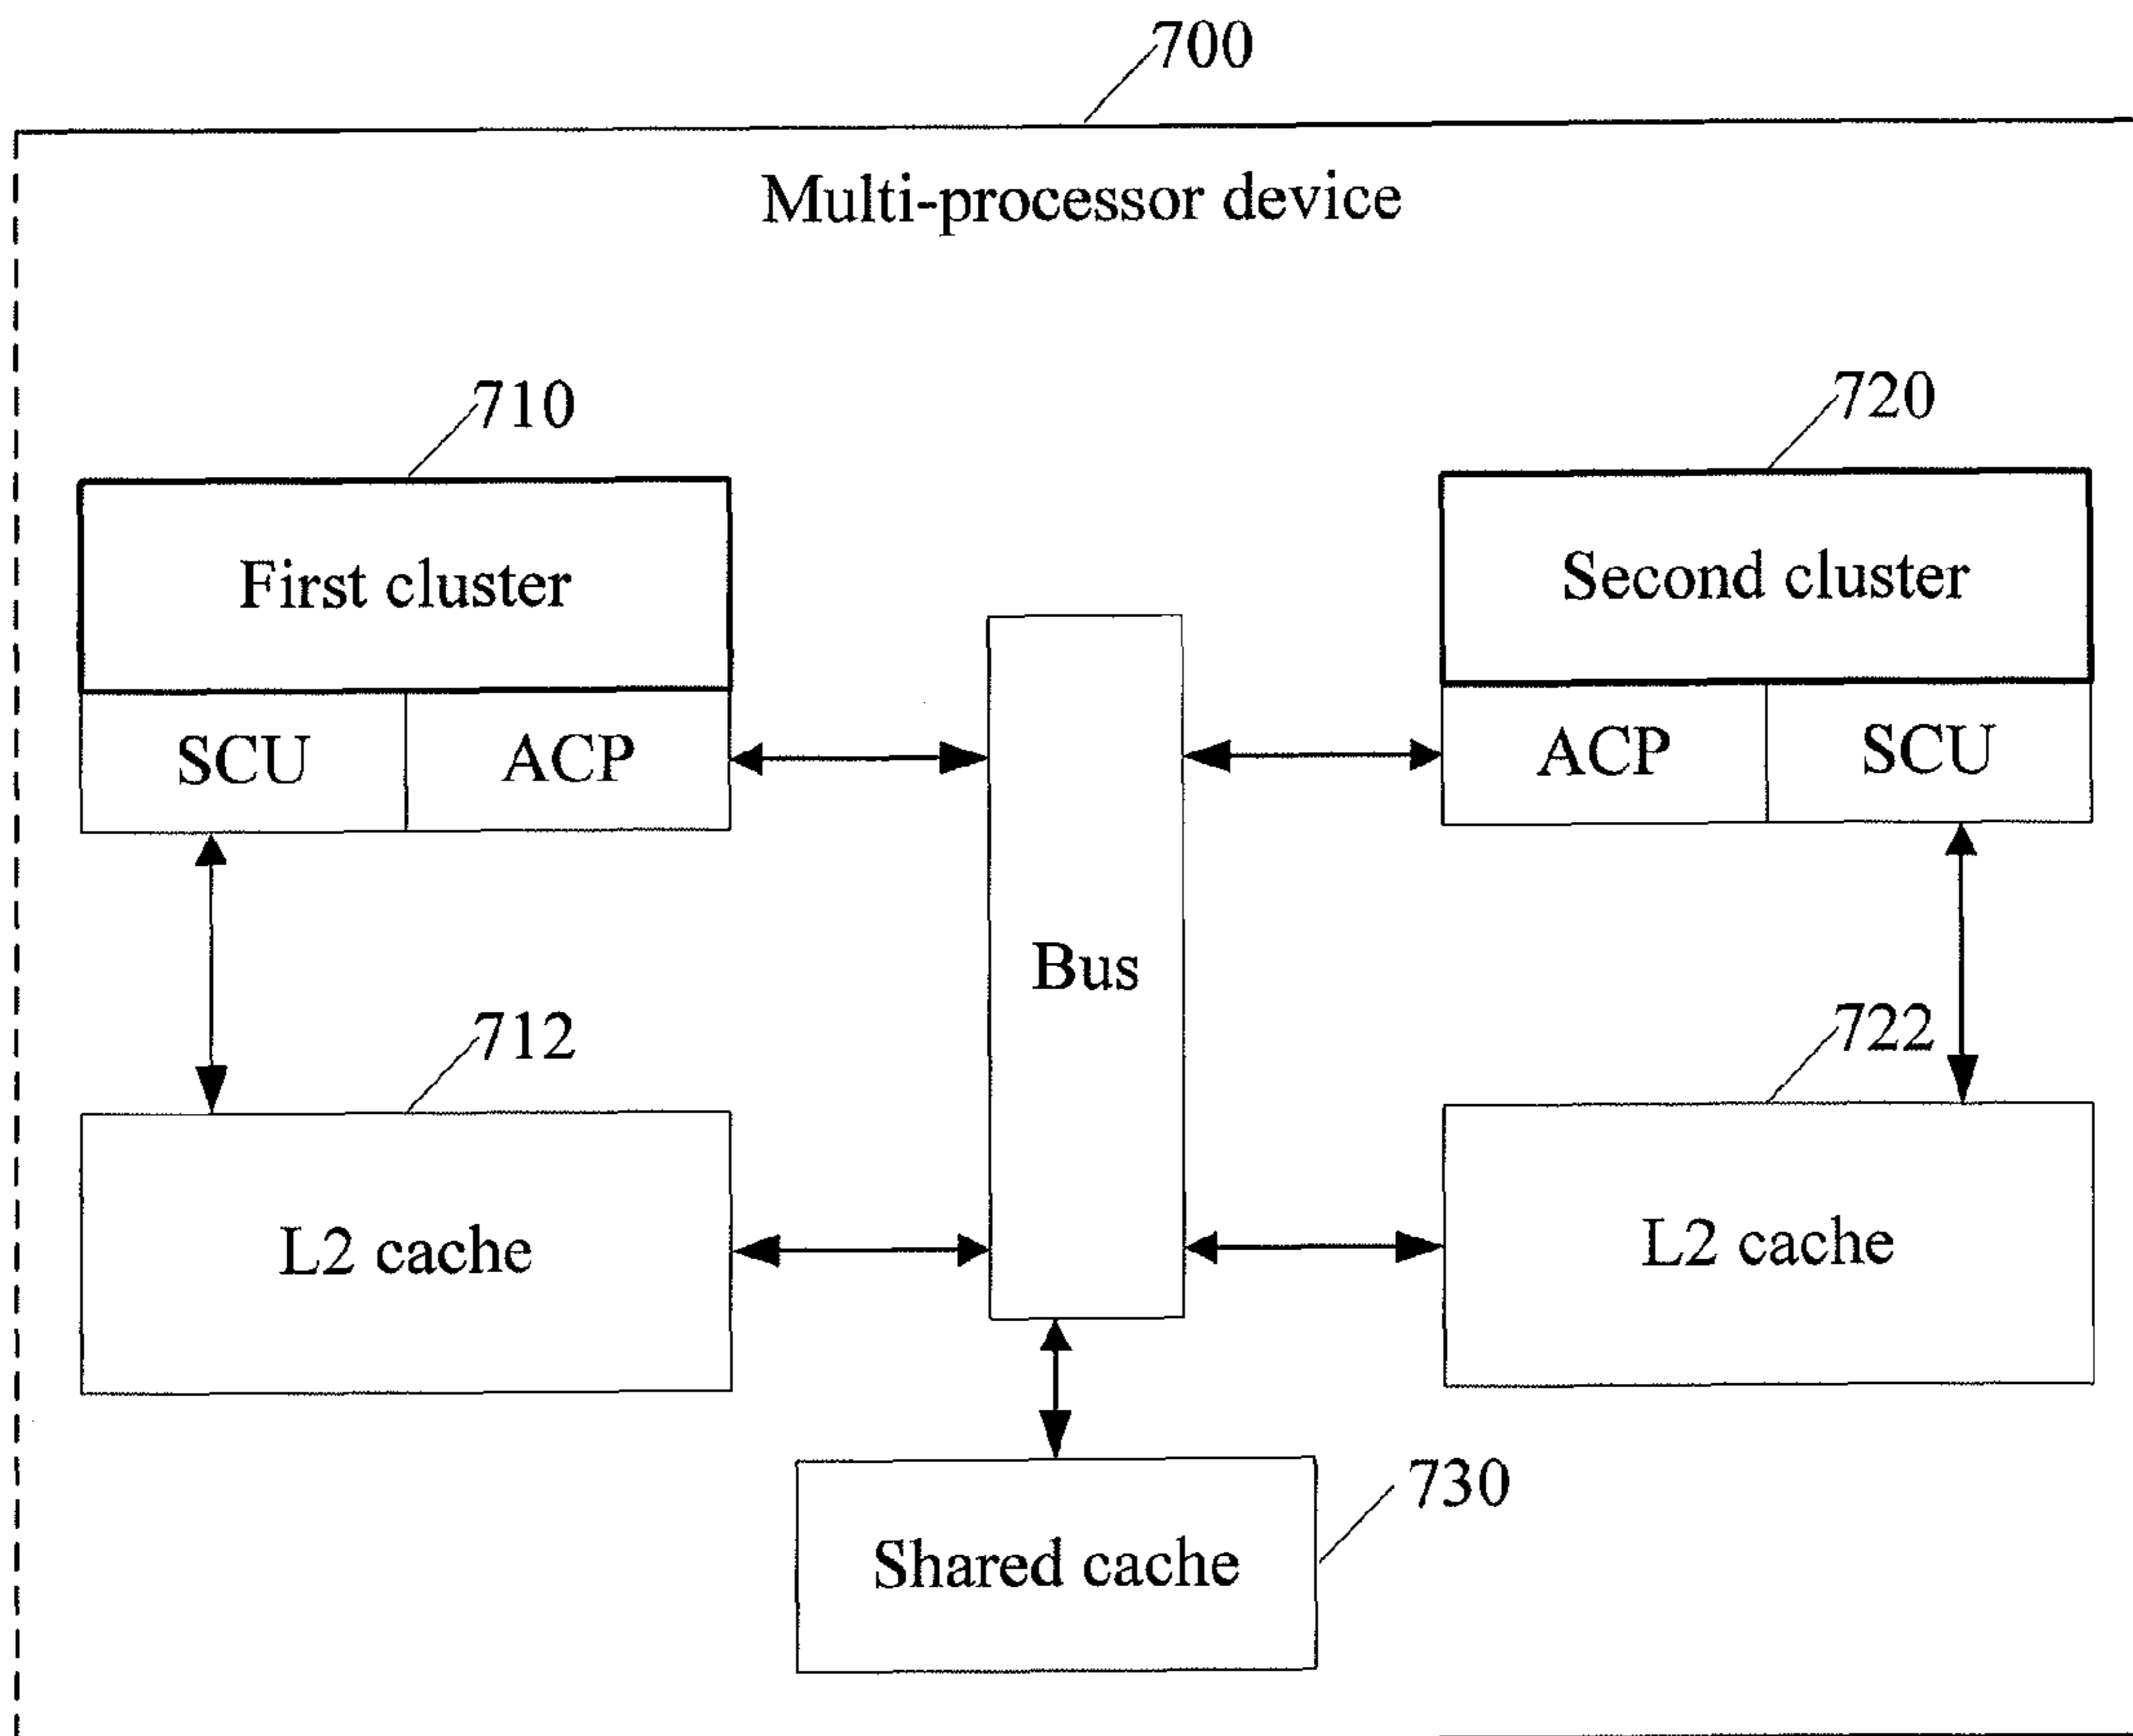 700
Multi-processor device
710
720
First cluster
Second cluster
SCU
ACP
ACP
SCU
Bus
712
722
L2 cache
L2 cache
730
Shared cache